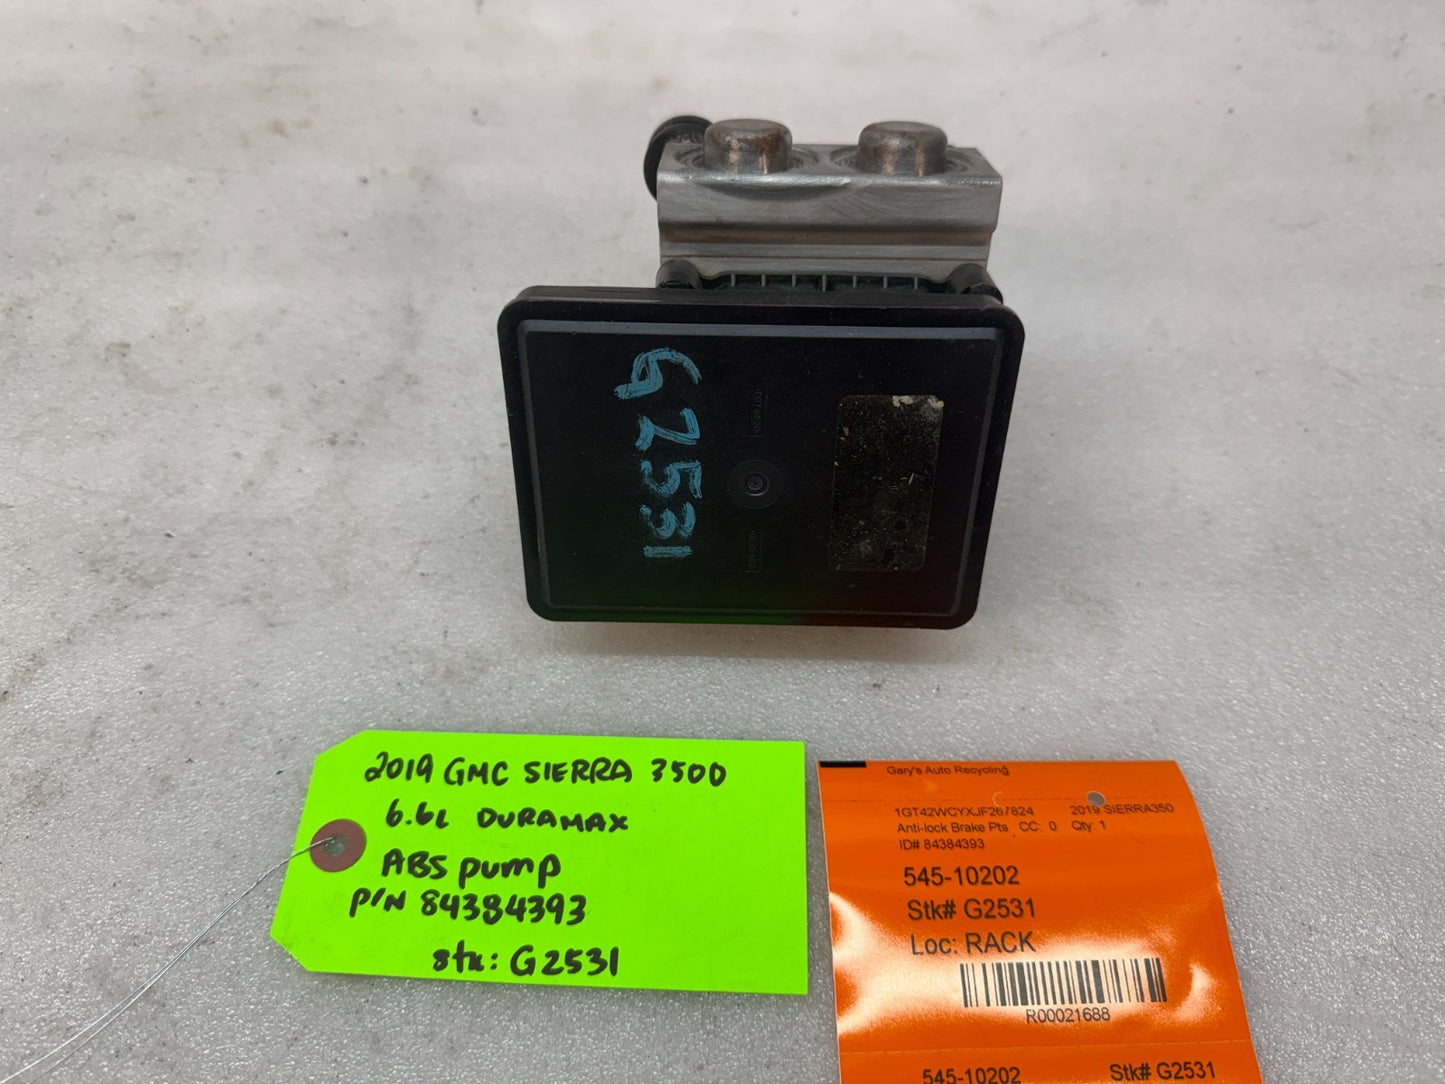 G2531
2019 GMC SIERRA 3500
6.6L DURAMAX
ABS pump
P/N 84384393
stk: G2531
Gary's Auto Recycling
1GT42WCYXJF267824 2019 SIERRA350
Anti-lock Brake Pts CC: 0 Qty: 1
ID# 84384393
545-10202
Stk# G2531
Loc: RACK
R00021688
545-10202 Stk# G2531